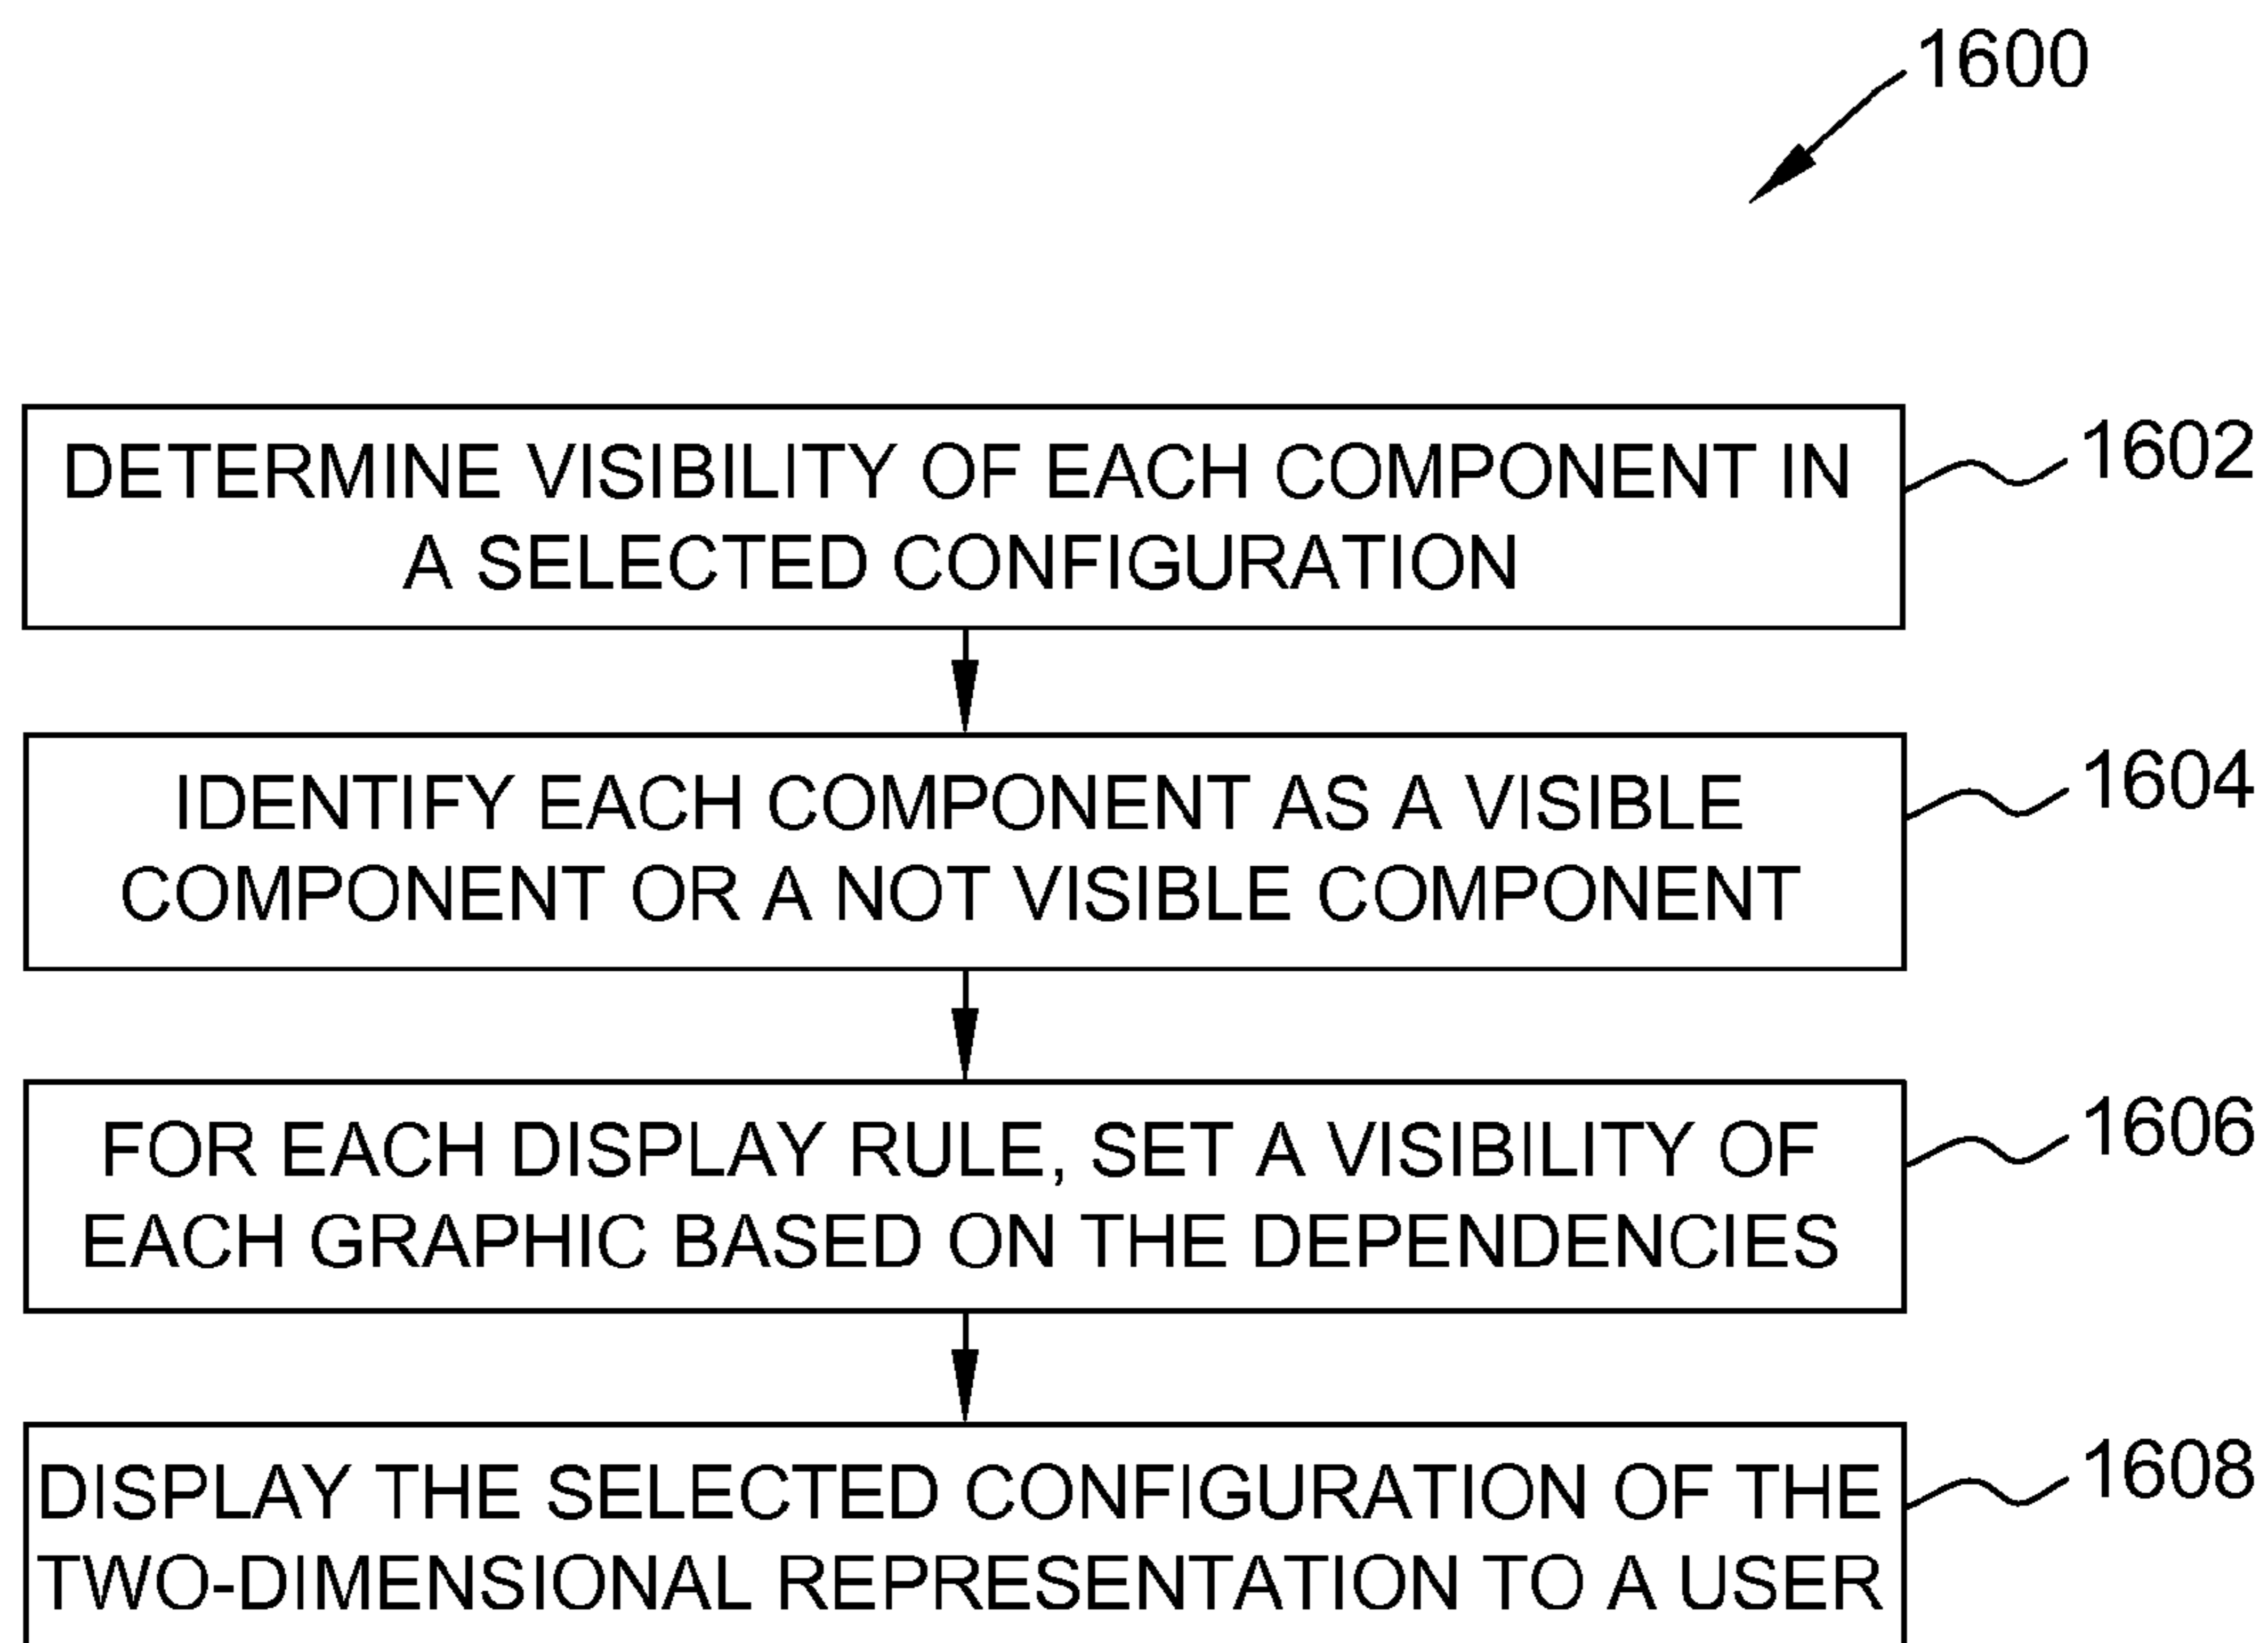 1600
DETERMINE VISIBILITY OF EACH COMPONENT IN
A SELECTED CONFIGURATION
1602
IDENTIFY EACH COMPONENT AS A VISIBLE
COMPONENT OR A NOT VISIBLE COMPONENT
1604
FOR EACH DISPLAY RULE, SET A VISIBILITY OF
EACH GRAPHIC BASED ON THE DEPENDENCIES
1606
DISPLAY THE SELECTED CONFIGURATION OF THE
TWO-DIMENSIONAL REPRESENTATION TO A USER
1608